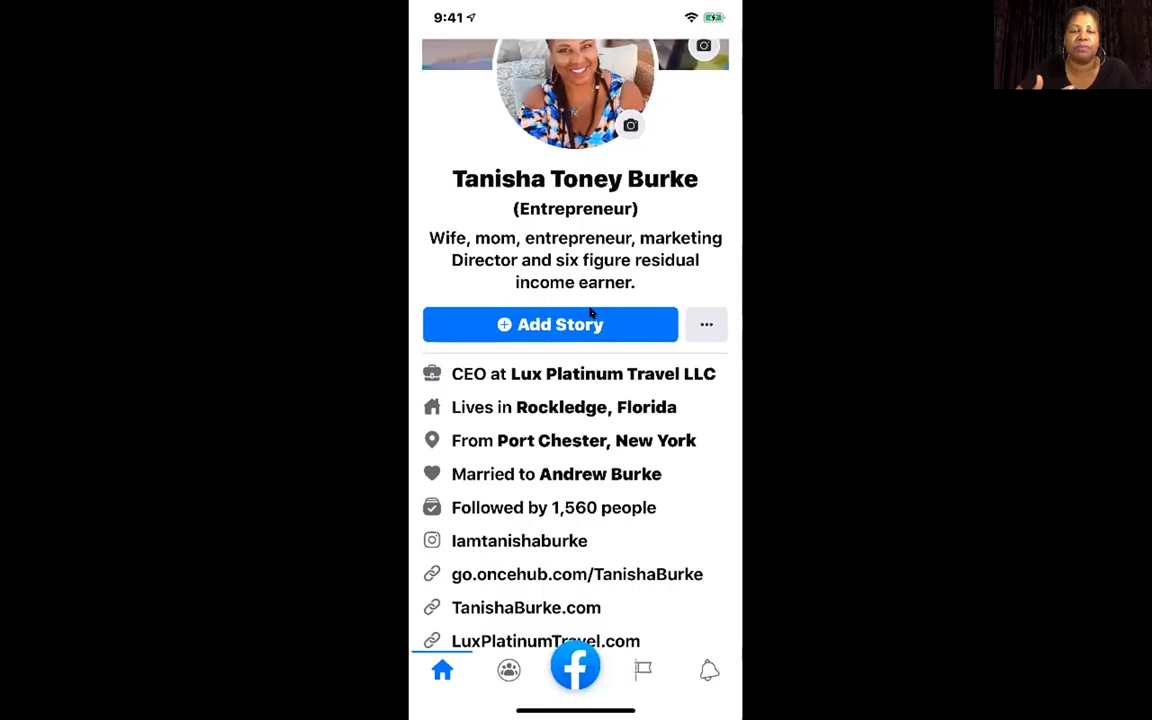 9:41
Tanisha Toney Burke
(Entrepreneur)
Wife, mom, entrepreneur, marketing
Director and six figure residual
income earner.
Add Story
CEO at Lux Platinum Travel LLC
Lives in Rockledge, Florida
From Port Chester, New York
Married to Andrew Burke
Followed by 1,560 people
Iamtanishaburke
go.oncehub.com/TanishaBurke
TanishaBurke.com
LuxPlatinumTravel.com